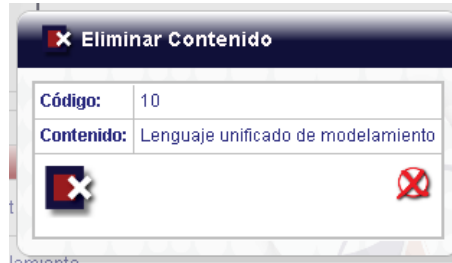 Eliminar Contenido
Código: 10
Contenido: Lenguaje unificado de modelamiento